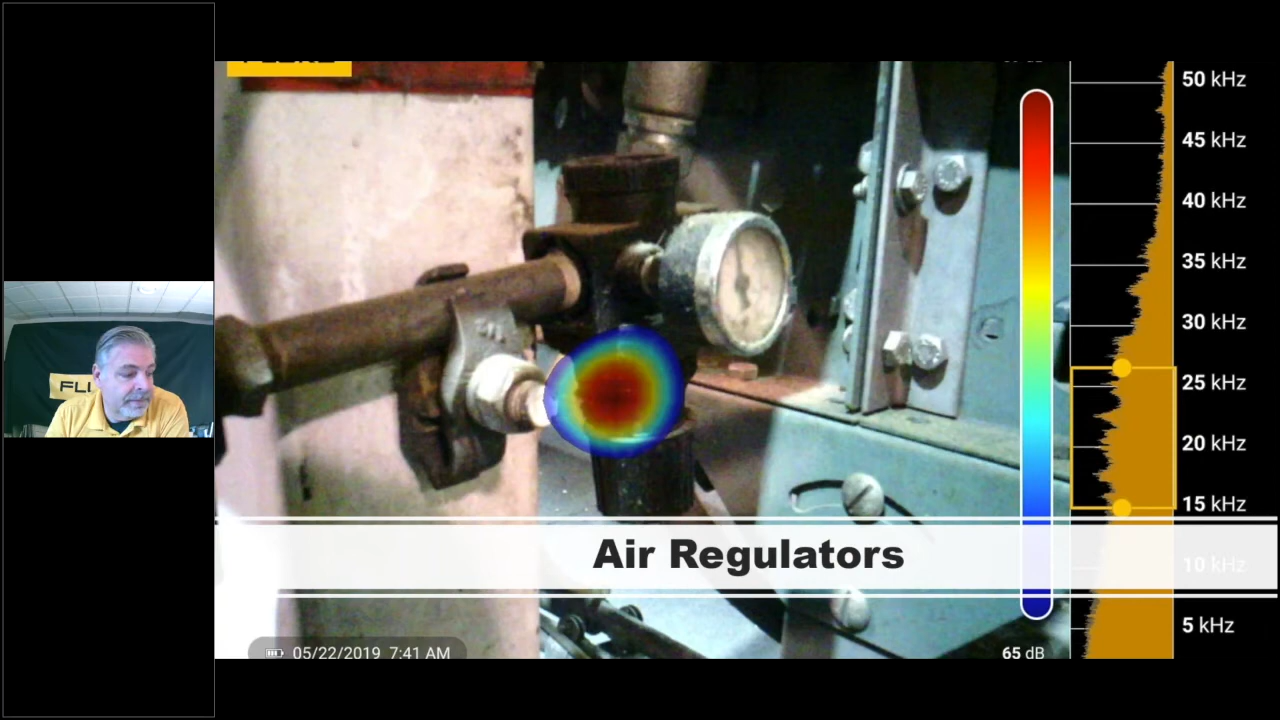 50 kHz
45 kHz
40 kHz
35 kHz
30 kHz
25 kHz
20 kHz
15 kHz
10 kHz
5 kHz
Air Regulators
05/22/2019 7:41 AM
65 dB